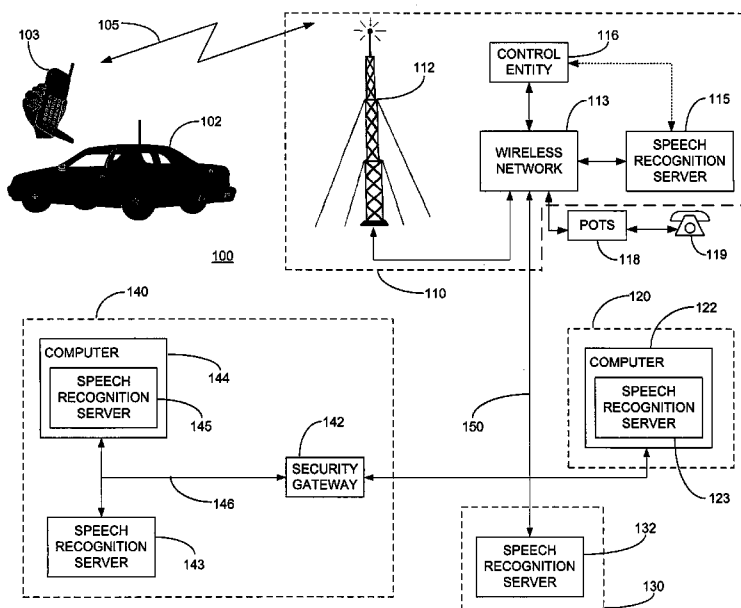 103
105
102
100
112
CONTROL
ENTITY
116
113
115
WIRELESS
NETWORK
SPEECH
RECOGNITION
SERVER
POTS
118
119
110
140
COMPUTER
144
SPEECH
RECOGNITION
SERVER
145
142
SECURITY
GATEWAY
146
SPEECH
RECOGNITION
SERVER
143
150
120
122
COMPUTER
SPEECH
RECOGNITION
SERVER
123
132
SPEECH
RECOGNITION
SERVER
130